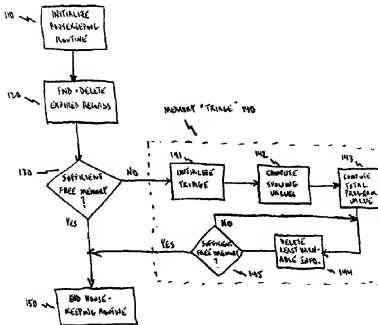 110
INITIALIZE
HOUSEKEEPING
ROUTINE
120
FIND + DELETE
EXPIRED RECORDS
MEMORY "TRIAGE" 140
130
SUFFICIENT
FREE MEMORY
?
NO
YES
141
INITIALIZE
TRIAGE
142
COMPUTE
SHOWING
VALUES
143
COMPUTE
TOTAL
PROGRAM
VALUE
NO
YES
SUFFICIENT
FREE MEMORY
?
145
DELETE
LEAST VALU-
ABLE INFO.
144
150
END HOUSE-
KEEPING ROUTINE